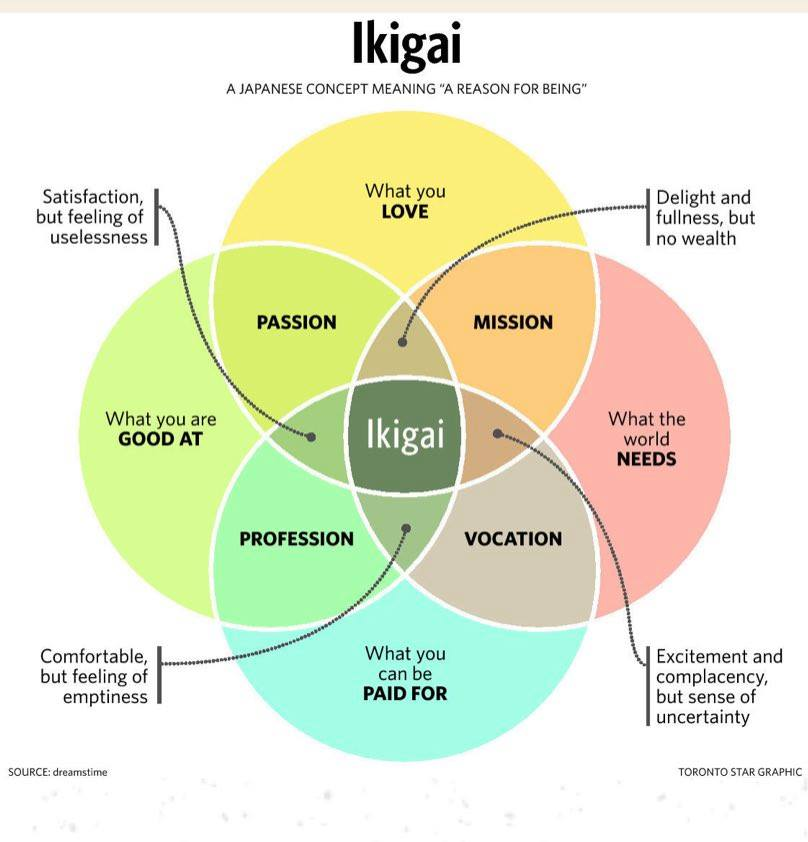 Ikigai
A JAPANESE CONCEPT MEANING “A REASON FOR BEING”
Satisfaction,
but feeling of
uselessness
What you
LOVE
Delight and
fullness, but
no wealth
PASSION
MISSION
What you are
GOOD AT
Ikigai
What the
world
NEEDS
PROFESSION
VOCATION
Comfortable,
but feeling of
emptiness
What you
can be
PAID FOR
Excitement and
complacency,
but sense of
uncertainty
SOURCE: dreamstime
TORONTO STAR GRAPHIC